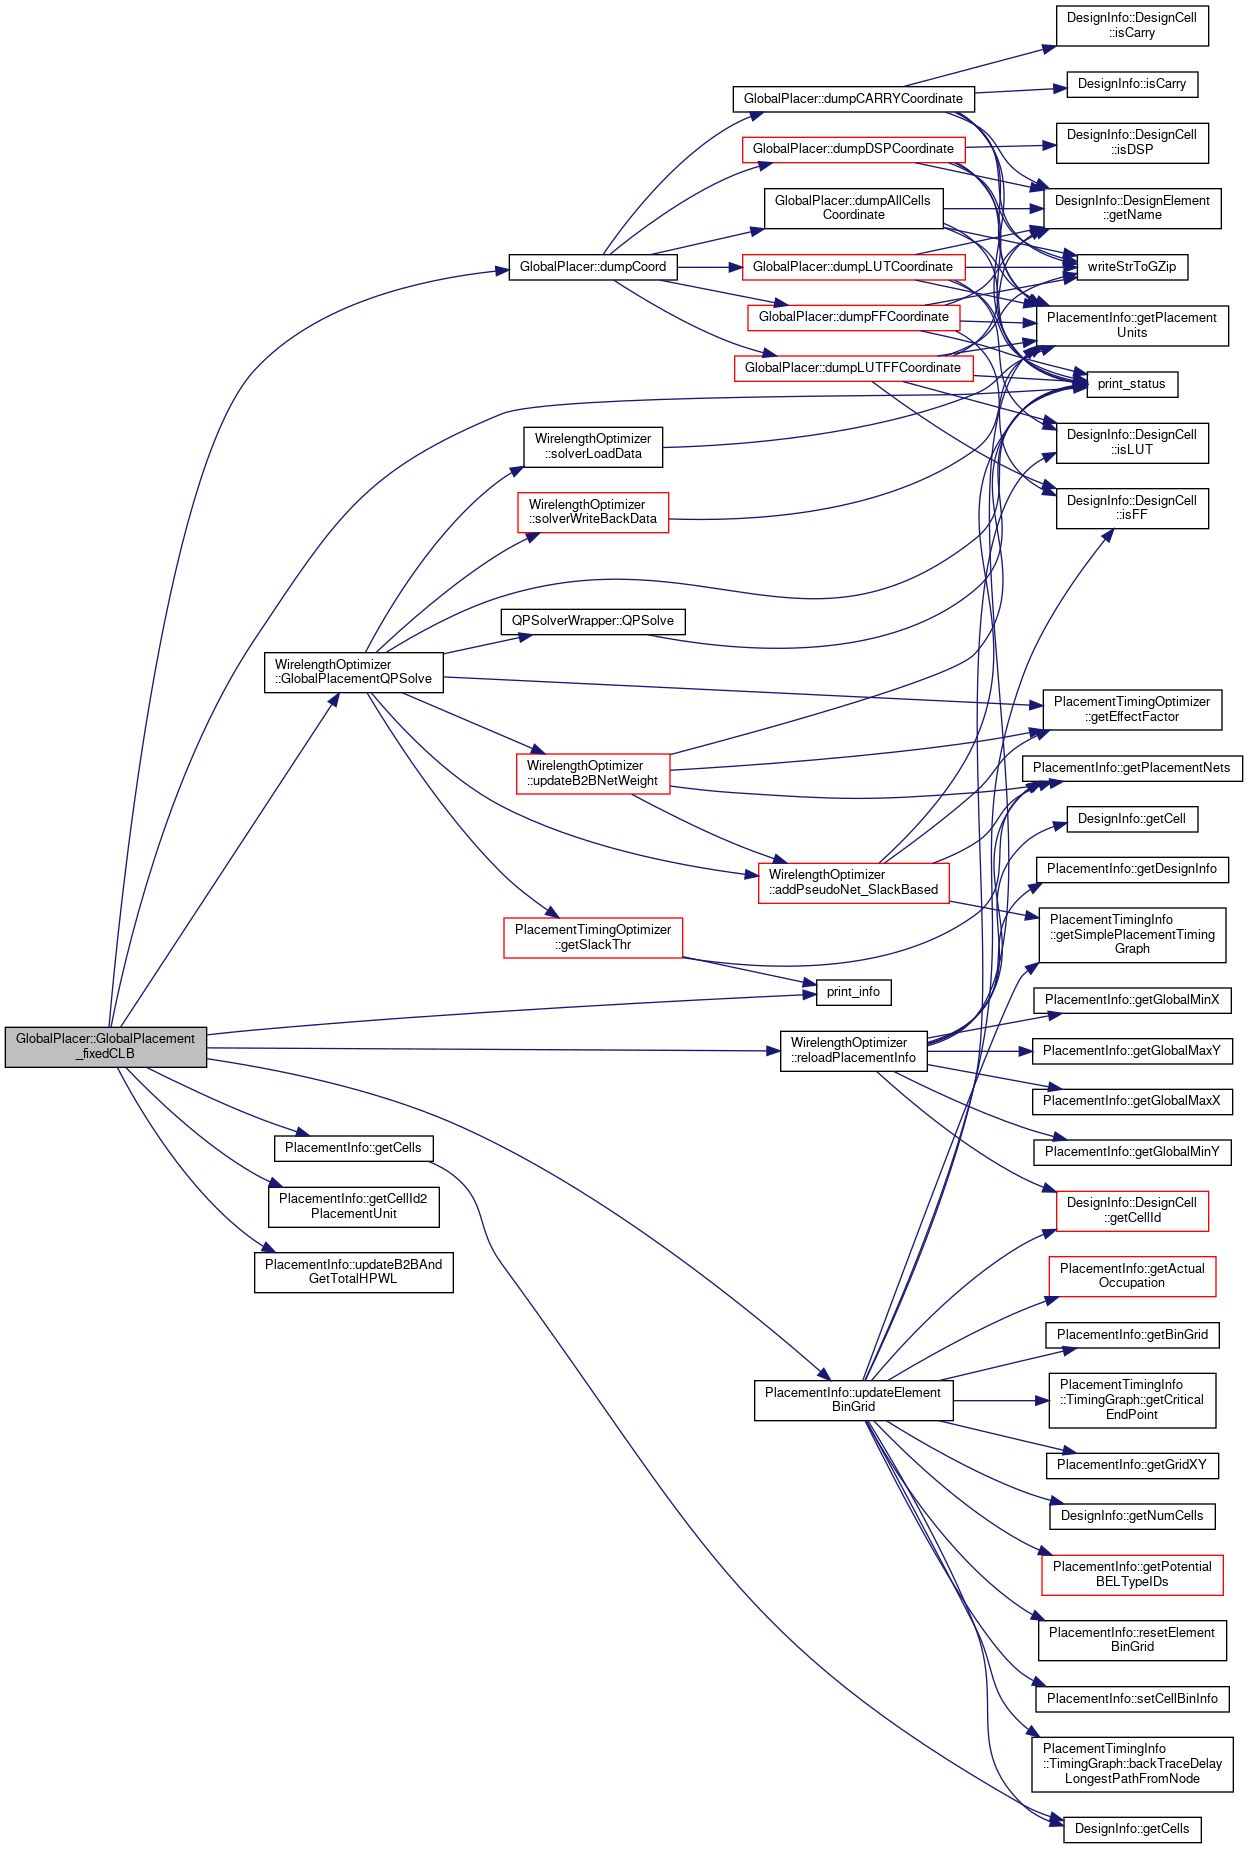 GlobalPlacer::GlobalPlacement
_fixedCLB
GlobalPlacer::dumpCoord
WirelengthOptimizer
::GlobalPlacementQPSolve
PlacementInfo::getCells
PlacementInfo::getCellId2
PlacementUnit
PlacementInfo::updateB2BAnd
GetTotalHPWL
WirelengthOptimizer
::solverLoadData
WirelengthOptimizer
::solverWriteBackData
QPSolverWrapper::QPSolve
WirelengthOptimizer
::updateB2BNetWeight
PlacementTimingOptimizer
::getSlackThr
GlobalPlacer::dumpCARRYCoordinate
GlobalPlacer::dumpDSPCoordinate
GlobalPlacer::dumpAllCells
Coordinate
GlobalPlacer::dumpLUTCoordinate
GlobalPlacer::dumpFFCoordinate
GlobalPlacer::dumpLUTFFCoordinate
WirelengthOptimizer
::addPseudoNet_SlackBased
print_info
WirelengthOptimizer
::reloadPlacementInfo
PlacementInfo::updateElement
BinGrid
DesignInfo::DesignCell
::isCarry
DesignInfo::isCarry
DesignInfo::DesignCell
::isDSP
DesignInfo::DesignElement
::getName
writeStrToGZip
PlacementInfo::getPlacement
Units
print_status
DesignInfo::DesignCell
::isLUT
DesignInfo::DesignCell
::isFF
PlacementTimingOptimizer
::getEffectFactor
PlacementInfo::getPlacementNets
DesignInfo::getCell
PlacementInfo::getDesignInfo
PlacementTimingInfo
::getSimplePlacementTiming
Graph
PlacementInfo::getGlobalMinX
PlacementInfo::getGlobalMaxY
PlacementInfo::getGlobalMaxX
PlacementInfo::getGlobalMinY
DesignInfo::DesignCell
::getCellId
PlacementInfo::getActual
Occupation
PlacementInfo::getBinGrid
PlacementTimingInfo
::TimingGraph::getCritical
EndPoint
PlacementInfo::getGridXY
DesignInfo::getNumCells
PlacementInfo::getPotential
BELTypeIDs
PlacementInfo::resetElement
BinGrid
PlacementInfo::setCellBinInfo
PlacementTimingInfo
::TimingGraph::backTraceDelay
LongestPathFromNode
DesignInfo::getCells